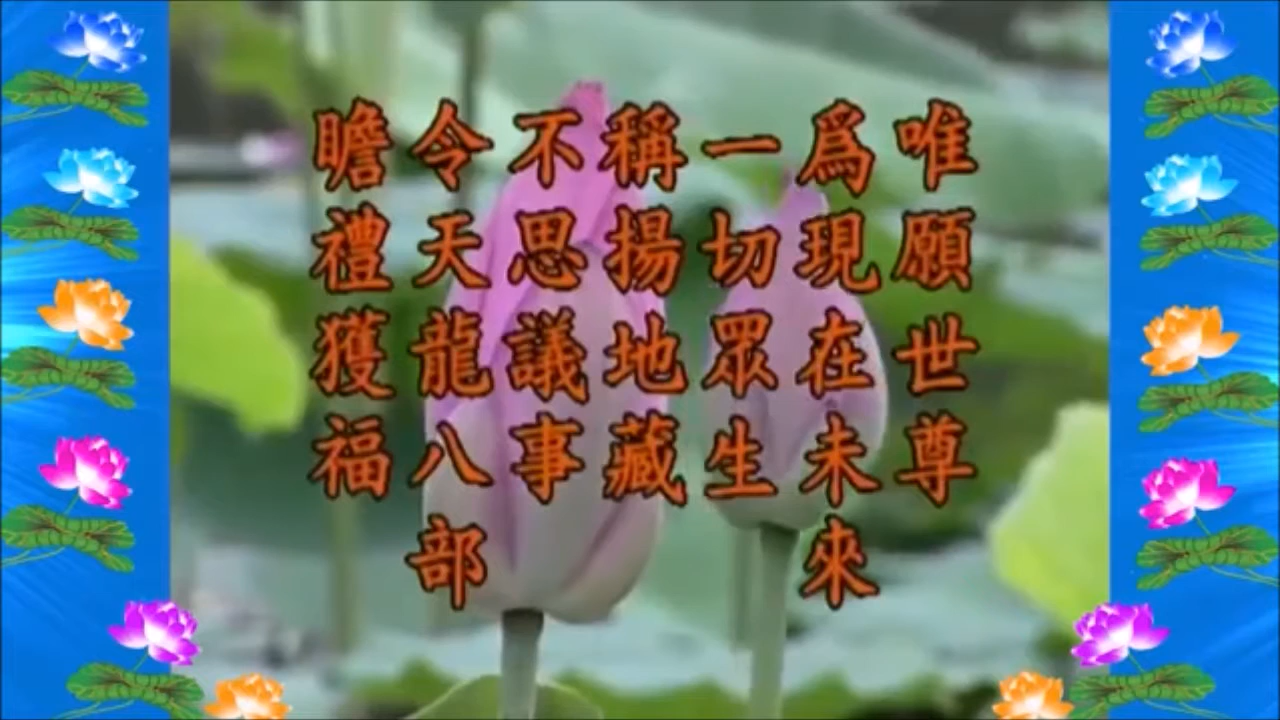 唯願世尊
爲現在未來
一切眾生
稱揚地藏
不思議事
令天龍八部
瞻禮獲福